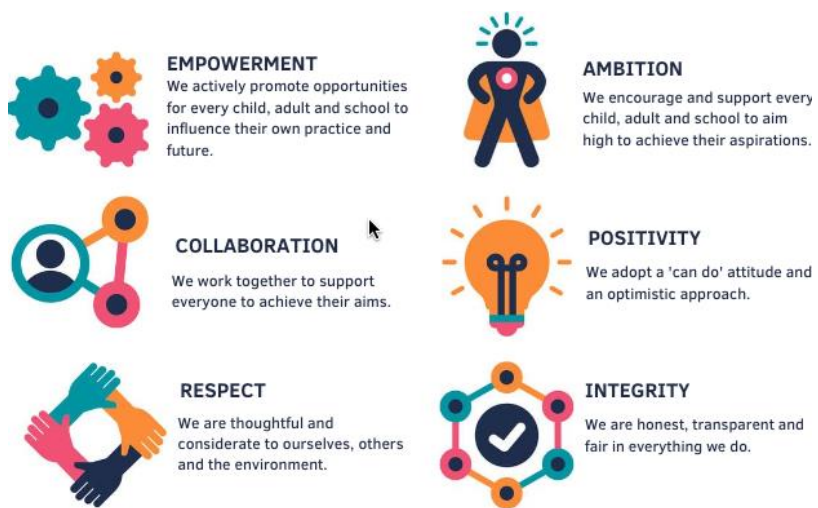 EMPOWERMENT
We actively promote opportunities
for every child, adult and school to
influence their own practice and
future.
AMBITION
We encourage and support every
child, adult and school to aim
high to achieve their aspirations.
COLLABORATION
We work together to support
everyone to achieve their aims.
POSITIVITY
We adopt a 'can do' attitude and
an optimistic approach.
RESPECT
We are thoughtful and
considerate to ourselves, others
and the environment.
INTEGRITY
We are honest, transparent and
fair in everything we do.